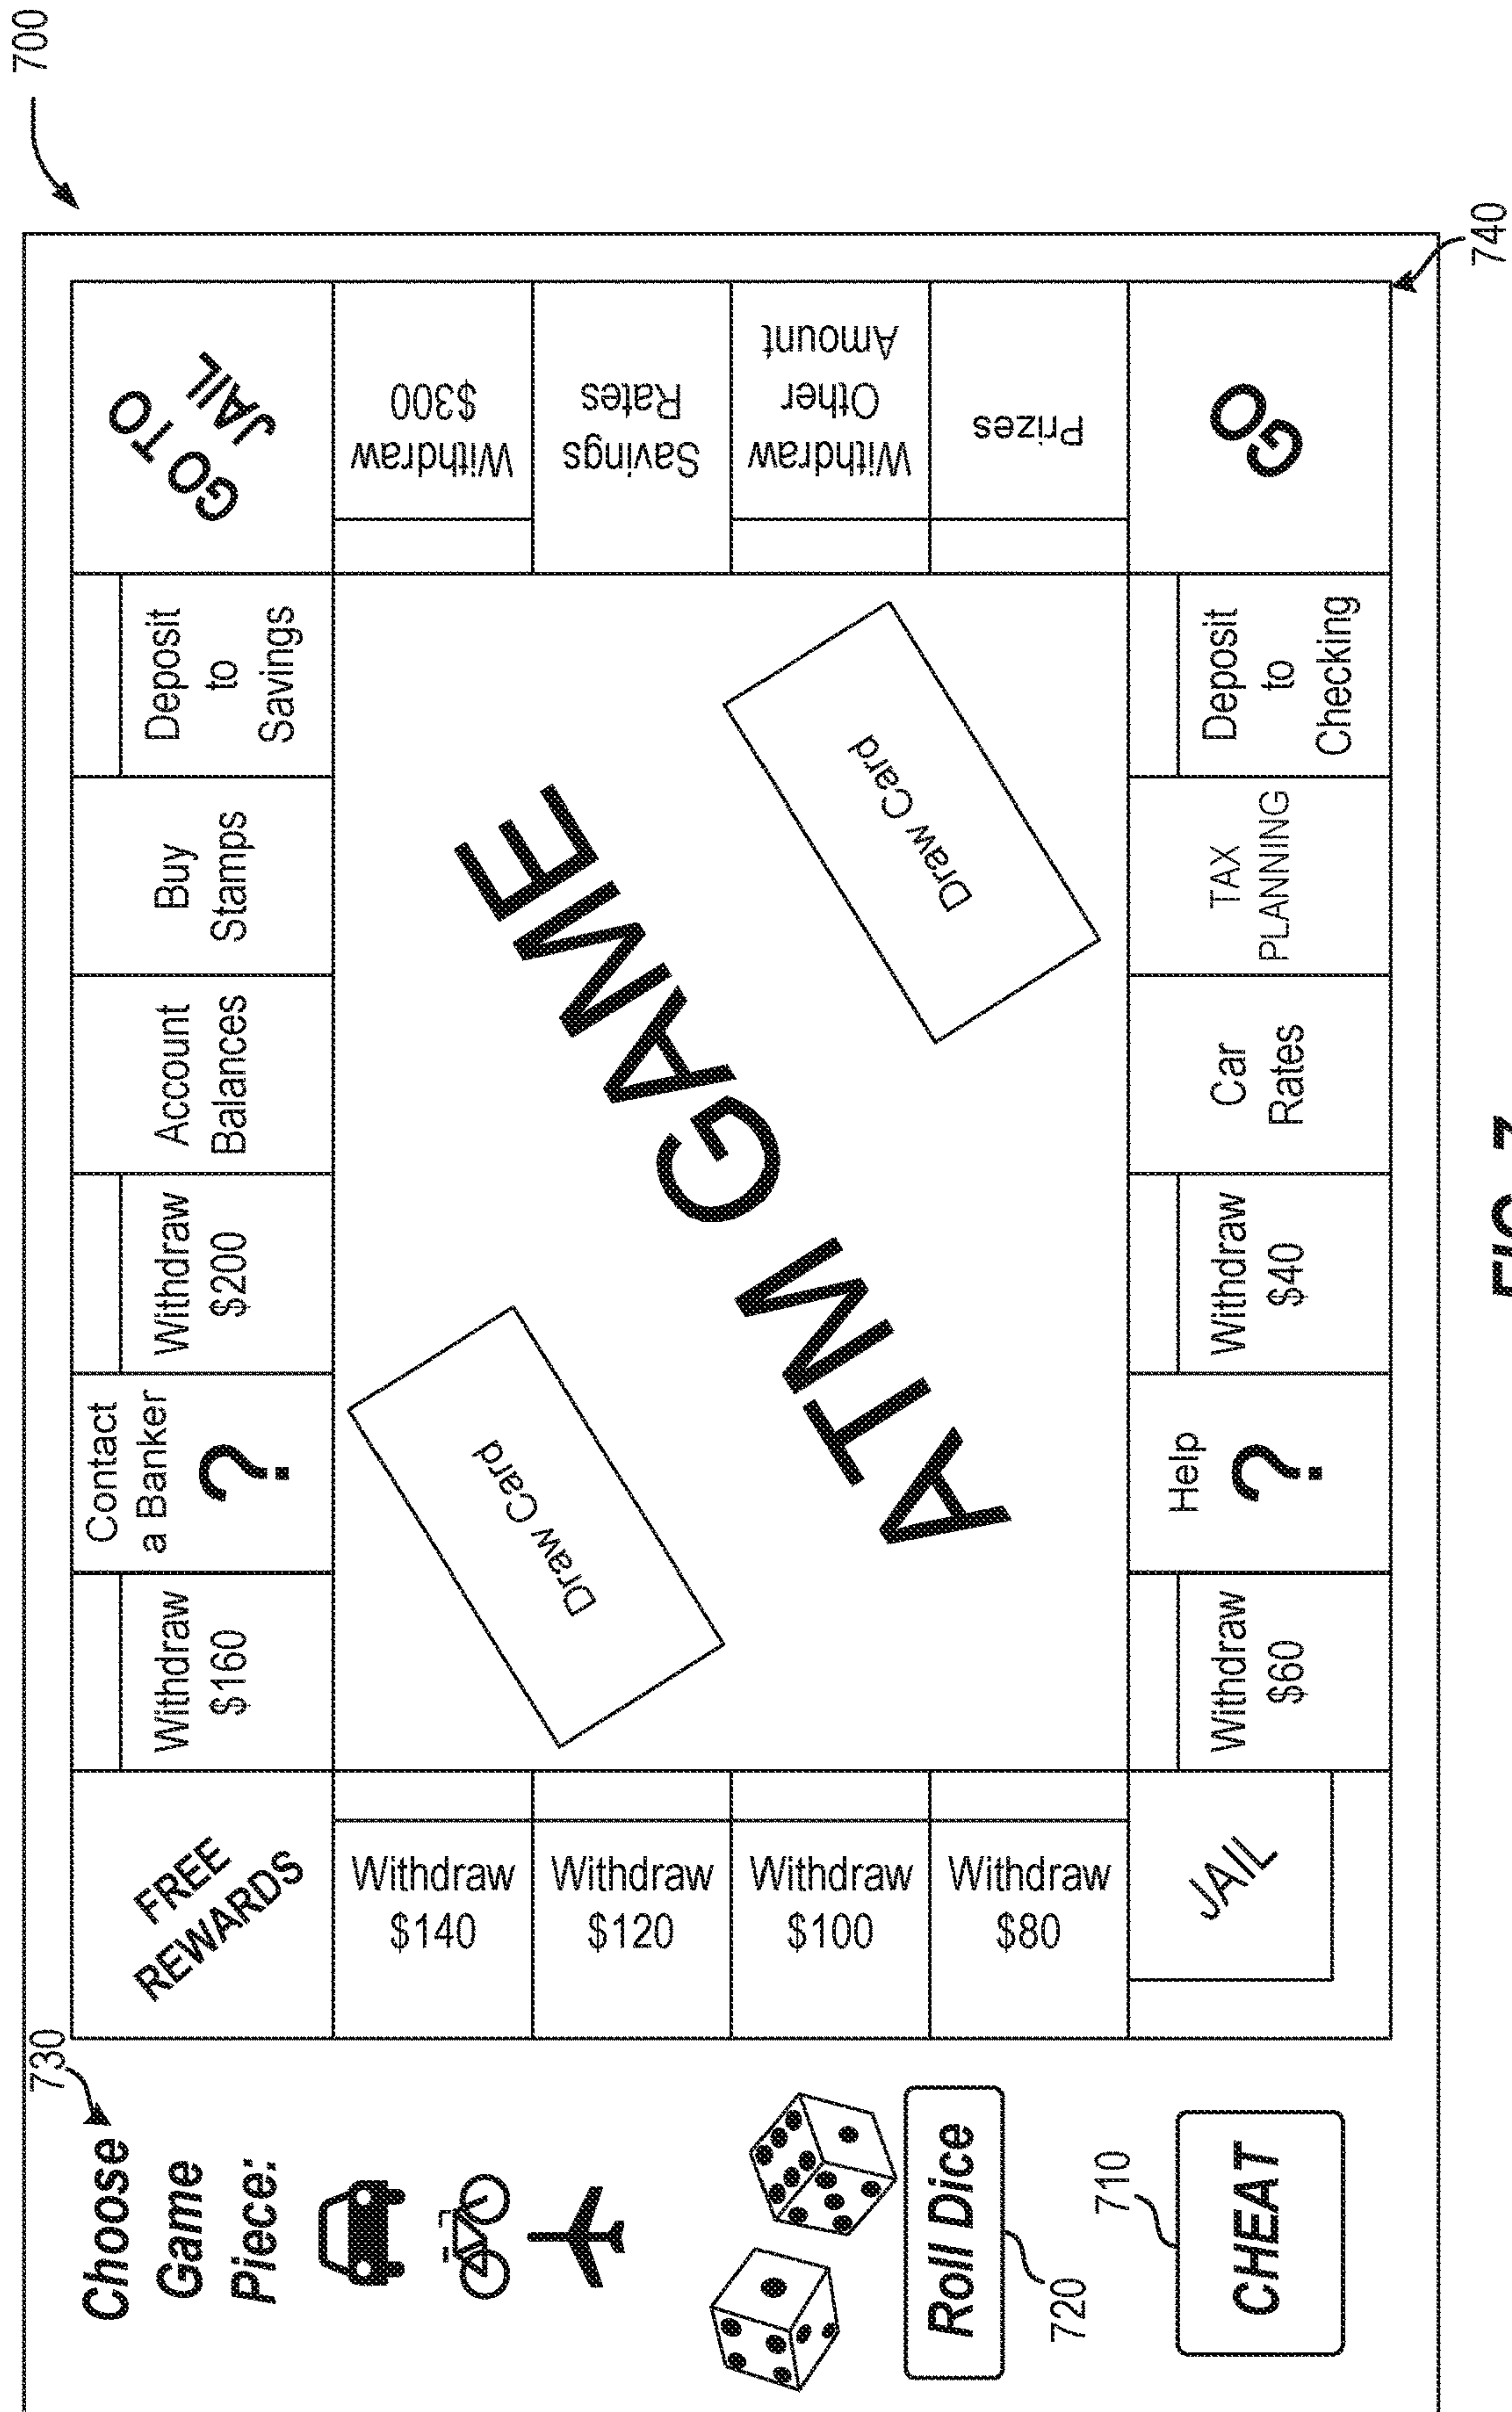 700
730
Choose
Game
Piece:
Roll Dice
720
710
CHEAT
FREE
REWARDS
Withdraw
$160
Contact
a Banker
?
Withdraw
$200
Account
Balances
Buy
Stamps
Deposit
to
Savings
GO TO
JAIL
Withdraw
$140
Withdraw
$120
Withdraw
$100
Withdraw
$80
Draw Card
ATM GAME
Draw Card
Withdraw
$300
Savings
Rates
Withdraw
Other
Amount
Prizes
JAIL
Withdraw
$60
Help
?
Withdraw
$40
Car
Rates
TAX
PLANNING
Deposit
to
Checking
GO
740
FIG. 7